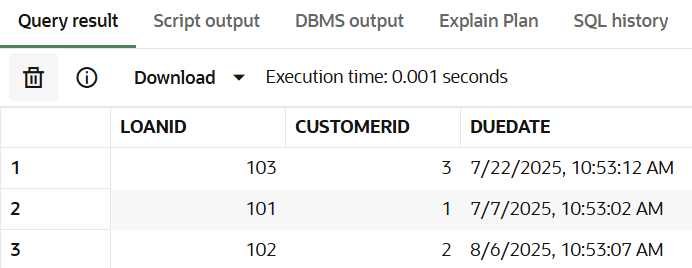 Query result Script output DBMS output Explain Plan SQL history
Download Execution time: 0.001 seconds
LOANID CUSTOMERID DUEDATE
1 103 3 7/22/2025, 10:53:12 AM
2 101 1 7/7/2025, 10:53:02 AM
3 102 2 8/6/2025, 10:53:07 AM